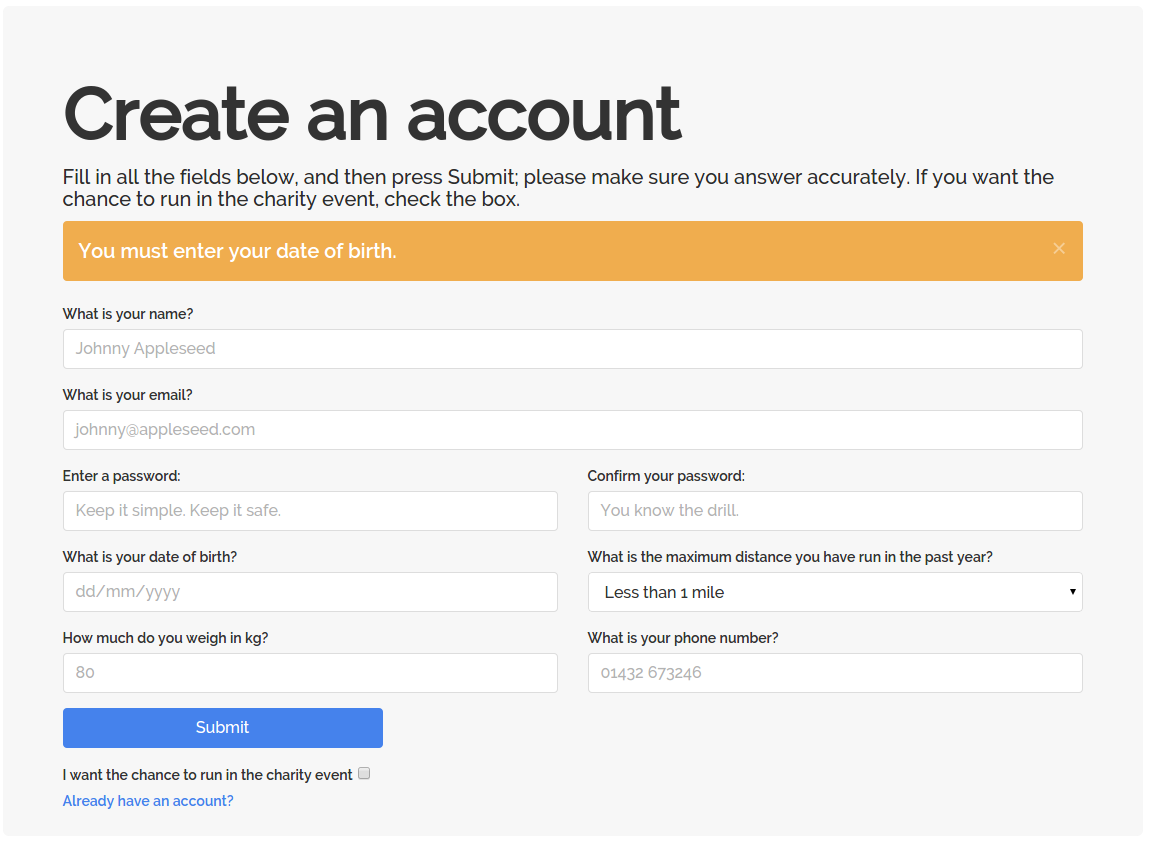 Create an account
Fill in all the fields below, and then press Submit; please make sure you answer accurately. If you want the
chance to run in the charity event, check the box.
You must enter your date of birth. ×
What is your name?
Johnny Appleseed
What is your email?
johnny@appleseed.com
Enter a password: Confirm your password:
Keep it simple. Keep it safe. You know the drill.
What is your date of birth? What is the maximum distance you have run in the past year?
dd/mm/yyyy Less than 1 mile
How much do you weigh in kg? What is your phone number?
80 01432 673246
Submit
I want the chance to run in the charity event
Already have an account?